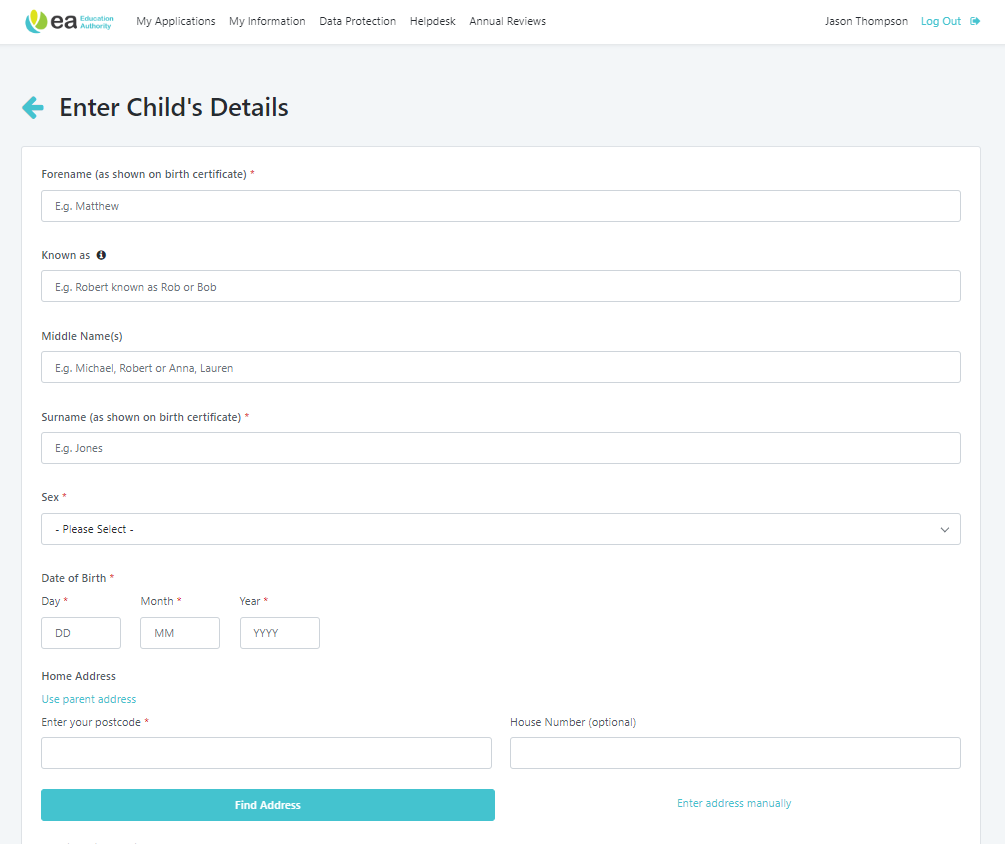 ea Education Authority My Applications My Information Data Protection Helpdesk Annual Reviews Jason Thompson Log Out
Enter Child's Details
Forename (as shown on birth certificate) *
E.g. Matthew
Known as
E.g. Robert known as Rob or Bob
Middle Name(s)
E.g. Michael, Robert or Anna, Lauren
Surname (as shown on birth certificate) *
E.g. Jones
Sex *
- Please Select -
Date of Birth *
Day * Month * Year *
DD MM YYYY
Home Address
Use parent address
Enter your postcode * House Number (optional)
Find Address Enter address manually